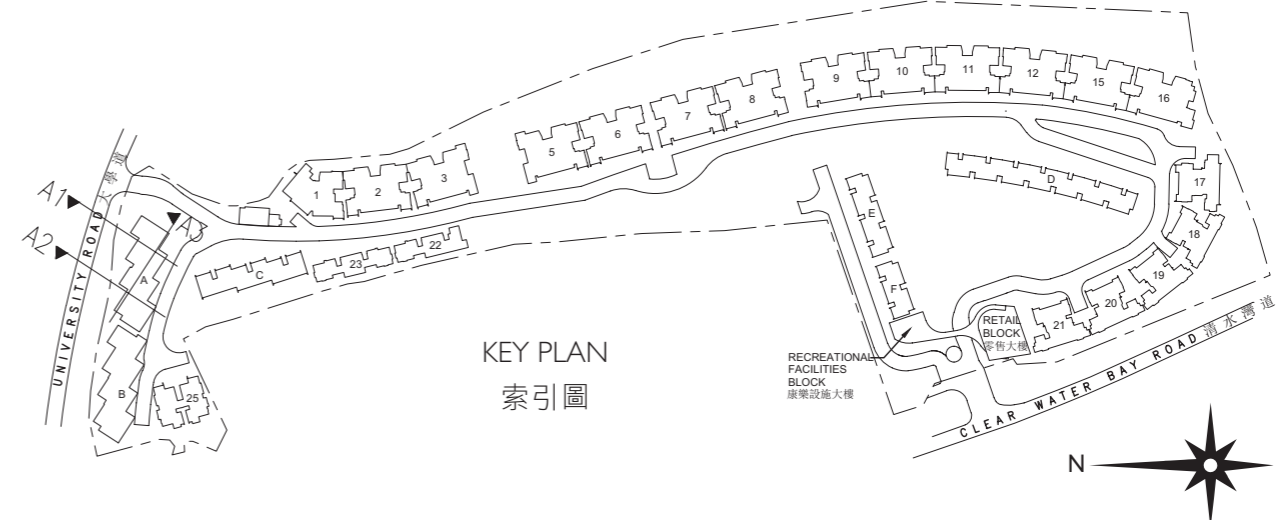 KEY PLAN
索引圖
A1
A2
A3
UNIVERSITY ROAD 大學道
A
B
25
C
23
22
1
2
3
5
6
7
8
9
10
11
12
15
16
17
18
19
20
21
D
E
F
RETAIL
BLOCK
零售大樓
RECREATIONAL
FACILITIES
BLOCK
康樂設施大樓
CLEAR WATER BAY ROAD 清水灣道
N